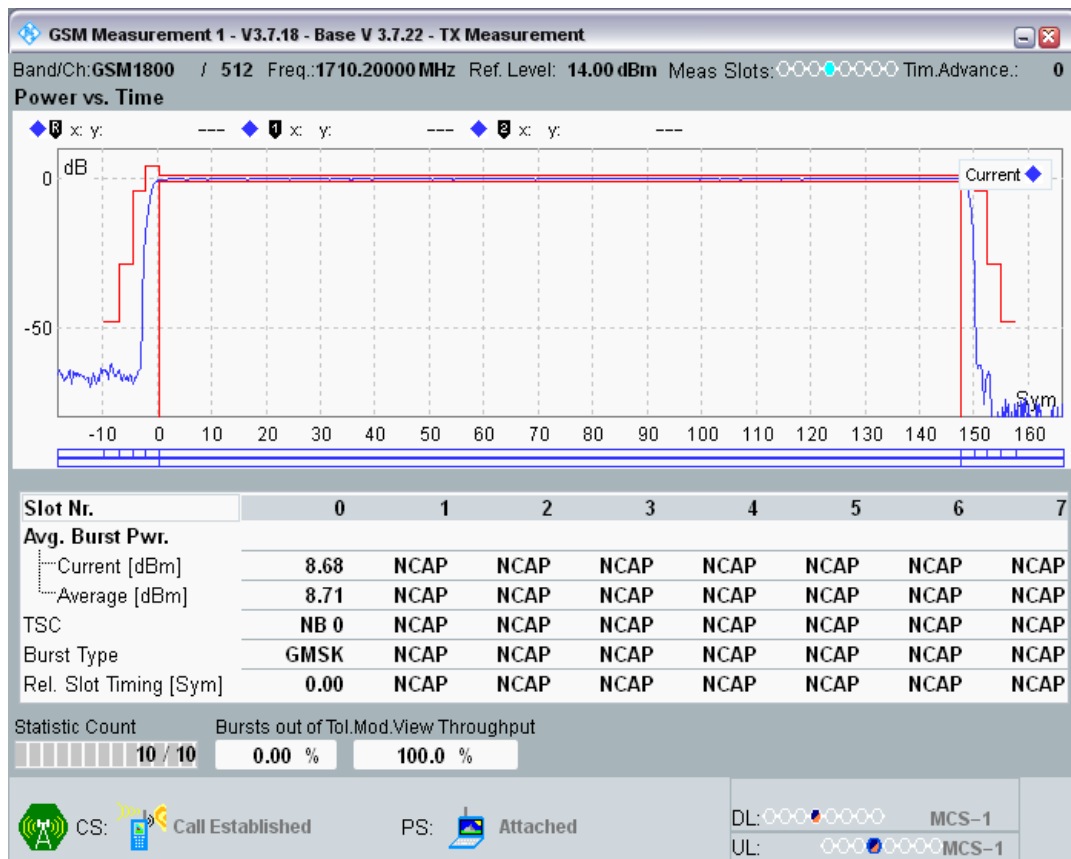 GSM Measurement 1 - V3.7.18 - Base V 3.7.22 - TX Measurement
Band/Ch:GSM1800 / 512 Freq.:1710.20000 MHz Ref. Level: 14.00 dBm Meas Slots: Tim.Advance.: 0
Power vs. Time
R x: y: --- 1 x: y: --- 2 x: y: ---
dB
Current
0
-50
Sym
-10 0 10 20 30 40 50 60 70 80 90 100 110 120 130 140 150 160
Slot Nr. 0 1 2 3 4 5 6 7
Avg. Burst Pwr.
Current [dBm] 8.68 NCAP NCAP NCAP NCAP NCAP NCAP NCAP
Average [dBm] 8.71 NCAP NCAP NCAP NCAP NCAP NCAP NCAP
TSC NB 0 NCAP NCAP NCAP NCAP NCAP NCAP NCAP
Burst Type GMSK NCAP NCAP NCAP NCAP NCAP NCAP NCAP
Rel. Slot Timing [Sym] 0.00 NCAP NCAP NCAP NCAP NCAP NCAP NCAP
Statistic Count Bursts out of Tol. Mod.View Throughput
10 / 10 0.00 % 100.0 %
CS: Call Established PS: Attached DL: MCS-1
UL: MCS-1